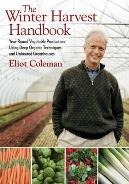 The
Winter Harvest
Handbook
Year-Round Vegetable Production
Using Deep-Organic Techniques
and Unheated Greenhouses
Eliot Coleman